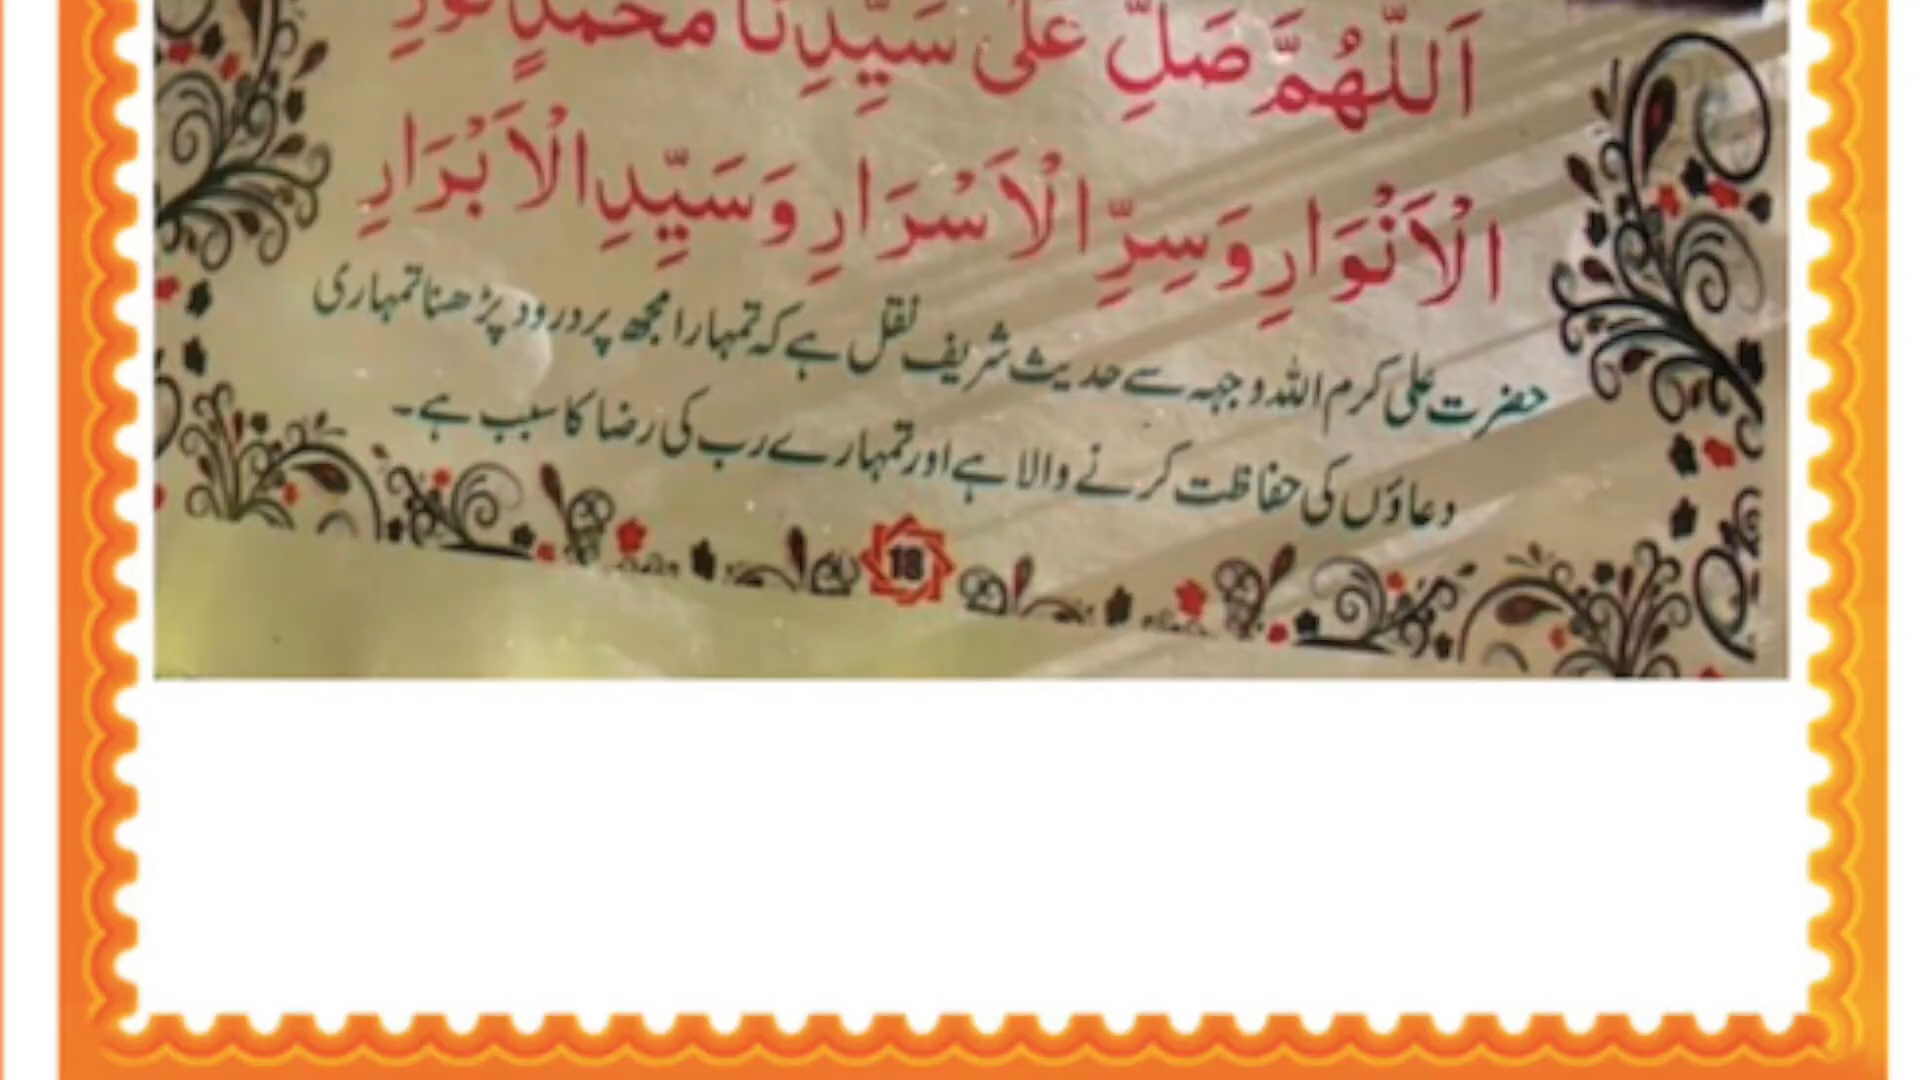 اَللّٰهُمَّ صَلِّ عَلٰى سَيِّدِنَا مُحَمَّدٍ نُورِ
الْاَنْوَارِ وَسِرِّ الْاَسْرَارِ وَسَيِّدِ الْاَبْرَارِ
حضرت علی کرم اللہ وجہہ سے حدیث شریف نقل ہے کہ تمہارا مجھ پر درود پڑھنا تمہاری
دعاؤں کی حفاظت کرنے والا ہے اور تمہارے رب کی رضا کا سبب ہے۔
18